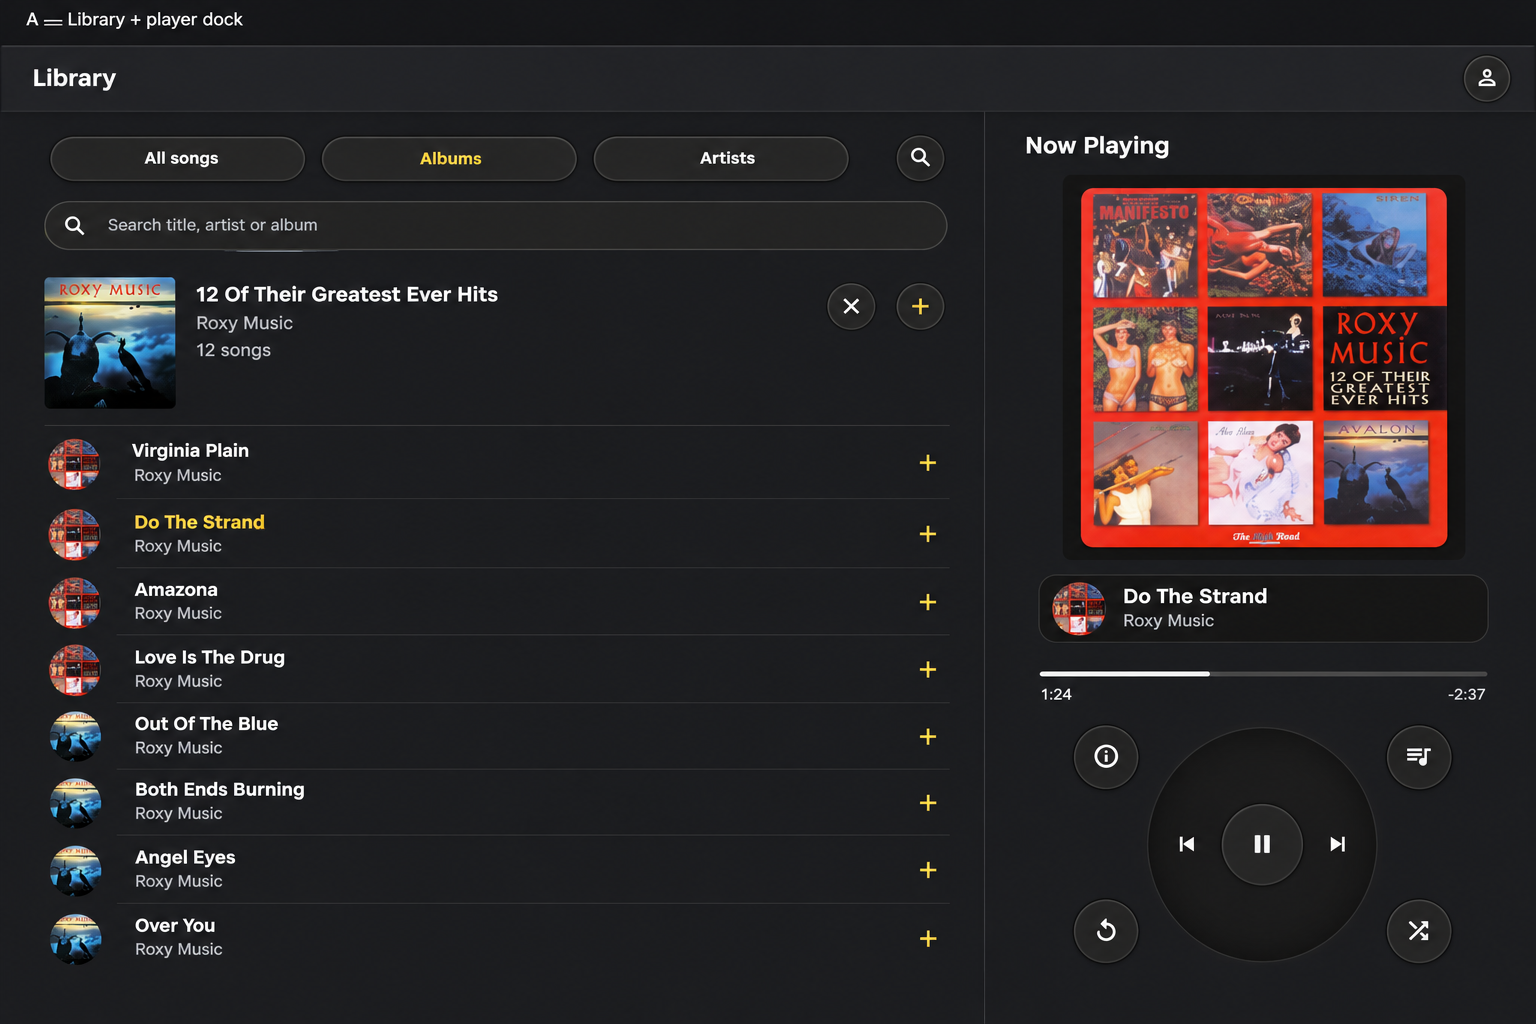 A — Library + player dock
Library
All songs
Albums
Artists
Search title, artist or album
ROXY MUSIC
12 Of Their Greatest Ever Hits
Roxy Music
12 songs
Virginia Plain
Roxy Music
Do The Strand
Roxy Music
Amazona
Roxy Music
Love Is The Drug
Roxy Music
Out Of The Blue
Roxy Music
Both Ends Burning
Roxy Music
Angel Eyes
Roxy Music
Over You
Roxy Music
Now Playing
MANIFESTO
SIREN
ROXY
MUSIC
12 OF THEIR
GREATEST
EVER HITS
AVALON
The
Road
Do The Strand
Roxy Music
1:24
-2:37